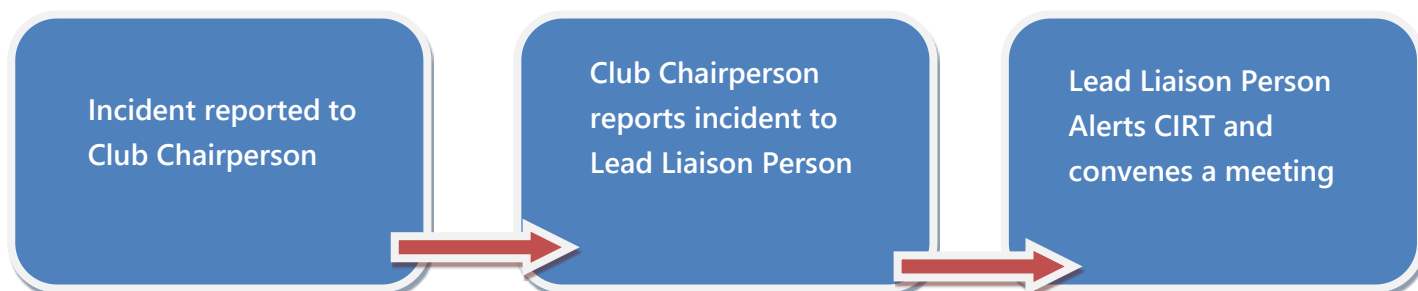 Incident reported to
Club Chairperson
Club Chairperson
reports incident to
Lead Liaison Person
Lead Liaison Person
Alerts CIRT and
convenes a meeting